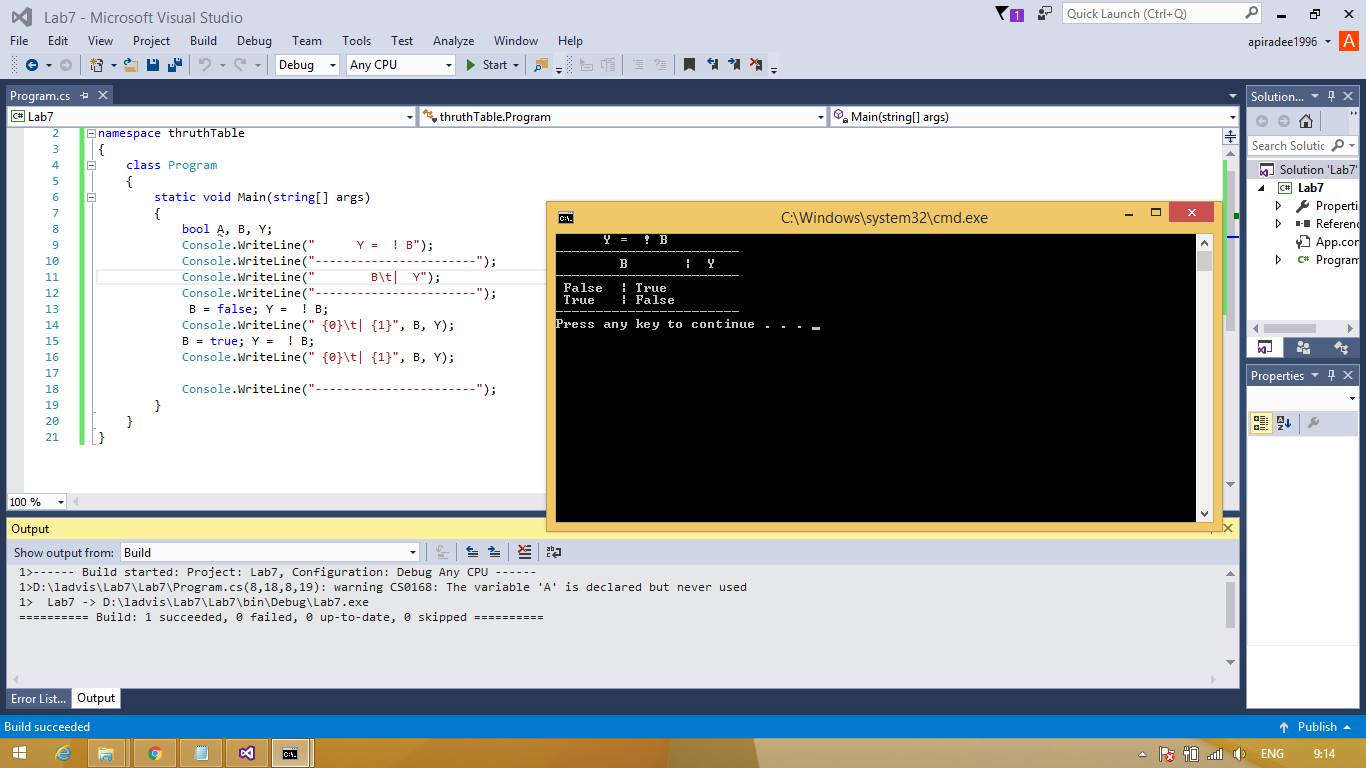 Lab7 - Microsoft Visual Studio
1
Quick Launch (Ctrl+Q)
File Edit View Project Build Debug Team Tools Test Analyze Window Help
apiradee1996
A
Debug
Any CPU
Start
Program.cs
Lab7
thruthTable.Program
Main(string[] args)
2 namespace thruthTable
3 {
4 class Program
5 {
6 static void Main(string[] args)
7 {
8 bool A, B, Y;
9 Console.WriteLine("      Y =  ! B");
10 Console.WriteLine("-----------------------");
11 Console.WriteLine("        B\t|  Y");
12 Console.WriteLine("-----------------------");
13 B = false; Y =  ! B;
14 Console.WriteLine(" {0}\t| {1}", B, Y);
15 B = true; Y =  ! B;
16 Console.WriteLine(" {0}\t| {1}", B, Y);
17
18 Console.WriteLine("-----------------------");
19 }
20 }
21 }
100 %
C:\Windows\system32\cmd.exe
C:\.
Y =  ! B
-----------------------
B       |  Y
-----------------------
False   | True
True    | False
-----------------------
Press any key to continue . . . _
Solution...
Search Solutic
Solution 'Lab7'
C# Lab7
Properti
Referenc
App.con
C# Program
Properties
Output
Show output from: Build
1>------ Build started: Project: Lab7, Configuration: Debug Any CPU ------
1>D:\ladvis\Lab7\Lab7\Program.cs(8,18,8,19): warning CS0168: The variable 'A' is declared but never used
1>  Lab7 -> D:\ladvis\Lab7\Lab7\bin\Debug\Lab7.exe
========== Build: 1 succeeded, 0 failed, 0 up-to-date, 0 skipped ==========
Error List... Output
Build succeeded
Publish
ENG
9:14